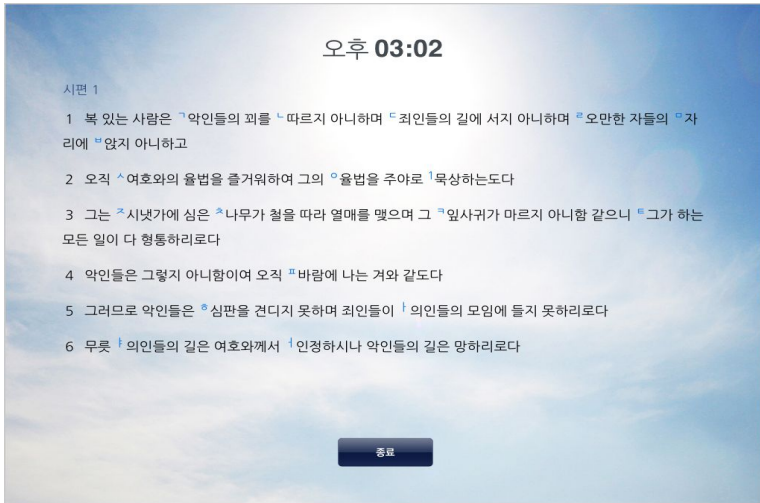 오후 03:02
시편 1
1 복 있는 사람은 ㄱ악인들의 꾀를 ㄴ따르지 아니하며 ㄷ죄인들의 길에 서지 아니하며 ㄹ오만한 자들의 ㅁ자
리에 ㅂ앉지 아니하고
2 오직 ㅅ여호와의 율법을 즐거워하여 그의 ㅇ율법을 주야로 1묵상하는도다
3 그는 ㅈ시냇가에 심은 ㅊ나무가 철을 따라 열매를 맺으며 그 ㅋ잎사귀가 마르지 아니함 같으니 ㅌ그가 하는
모든 일이 다 형통하리로다
4 악인들은 그렇지 아니함이여 오직 ㅍ바람에 나는 겨와 같도다
5 그러므로 악인들은 ㅎ심판을 견디지 못하며 죄인들이 ㅏ의인들의 모임에 들지 못하리로다
6 무릇 ㅑ의인들의 길은 여호와께서 ㅓ인정하시나 악인들의 길은 망하리로다
종료